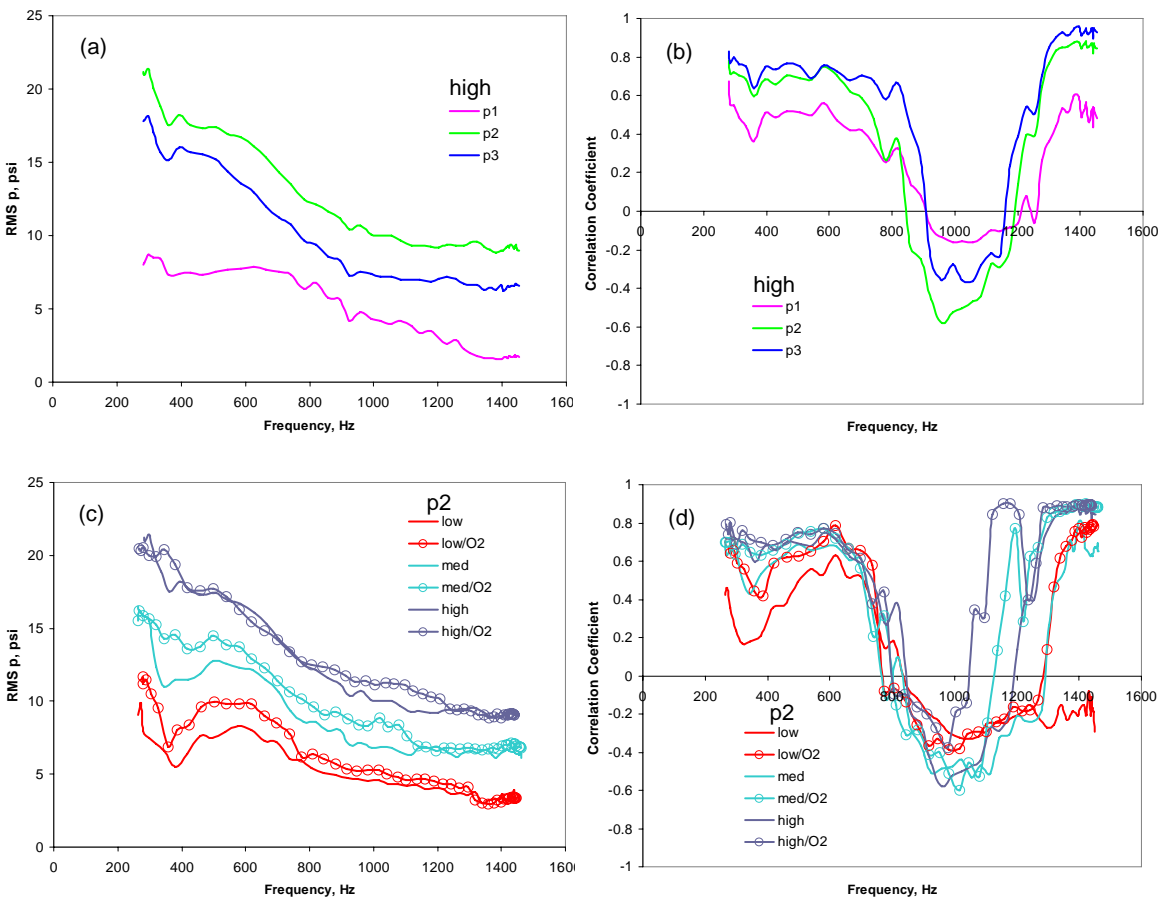 25
20
15
10
5
0
RMS p, psi
(a)
high
p1
p2
p3
0 200 400 600 800 1000 1200 1400 160
Frequency, Hz
1
0.8
0.6
0.4
0.2
0
-0.2
-0.4
-0.6
-0.8
-1
Correlation Coefficient
(b)
0 200 400 600 800 1000 1200 1400 1600
high
p1
p2
p3
Frequency, Hz
25
20
15
10
5
0
RMS p, psi
(c)
p2
low
low/O2
med
med/O2
high
high/O2
0 200 400 600 800 1000 1200 1400 1600
Frequency, Hz
1
0.8
0.6
0.4
0.2
0
-0.2
-0.4
-0.6
-0.8
-1
Correlation Coefficient
(d)
0 200 400 600 800 1000 1200 1400 1600
p2
low
low/O2
med
med/O2
high
high/O2
Frequency, Hz